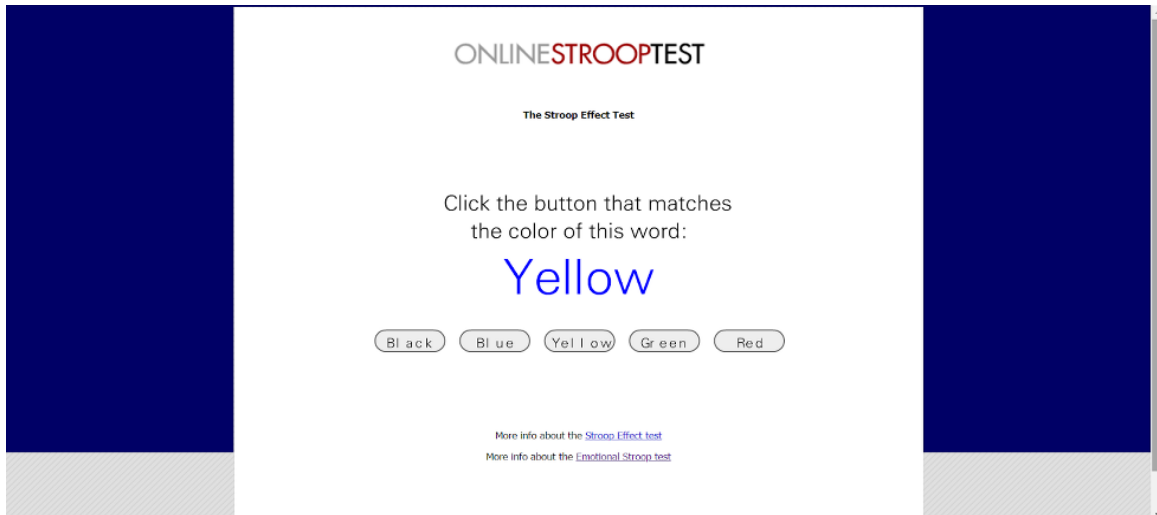 ONLINESTROOPTEST
The Stroop Effect Test
Click the button that matches
the color of this word:
Yellow
Black Blue Yellow Green Red
More info about the Stroop Effect test
More info about the Emotional Stroop test